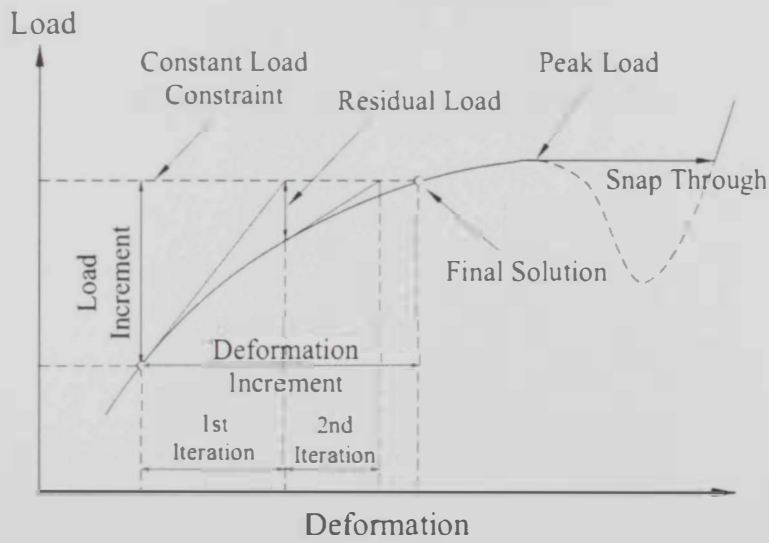 Load
Constant Load
Constraint
Residual Load
Peak Load
Snap Through
Load
Increment
Final Solution
Deformation
Increment
1st
Iteration
2nd
Iteration
Deformation